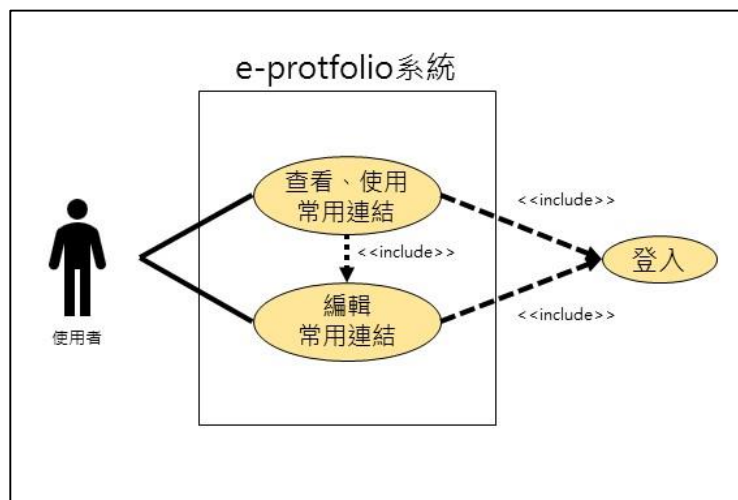 e-protfolio系統
查看、使用
常用連結
<<include>>
<<include>>
登入
編輯
常用連結
<<include>>
使用者